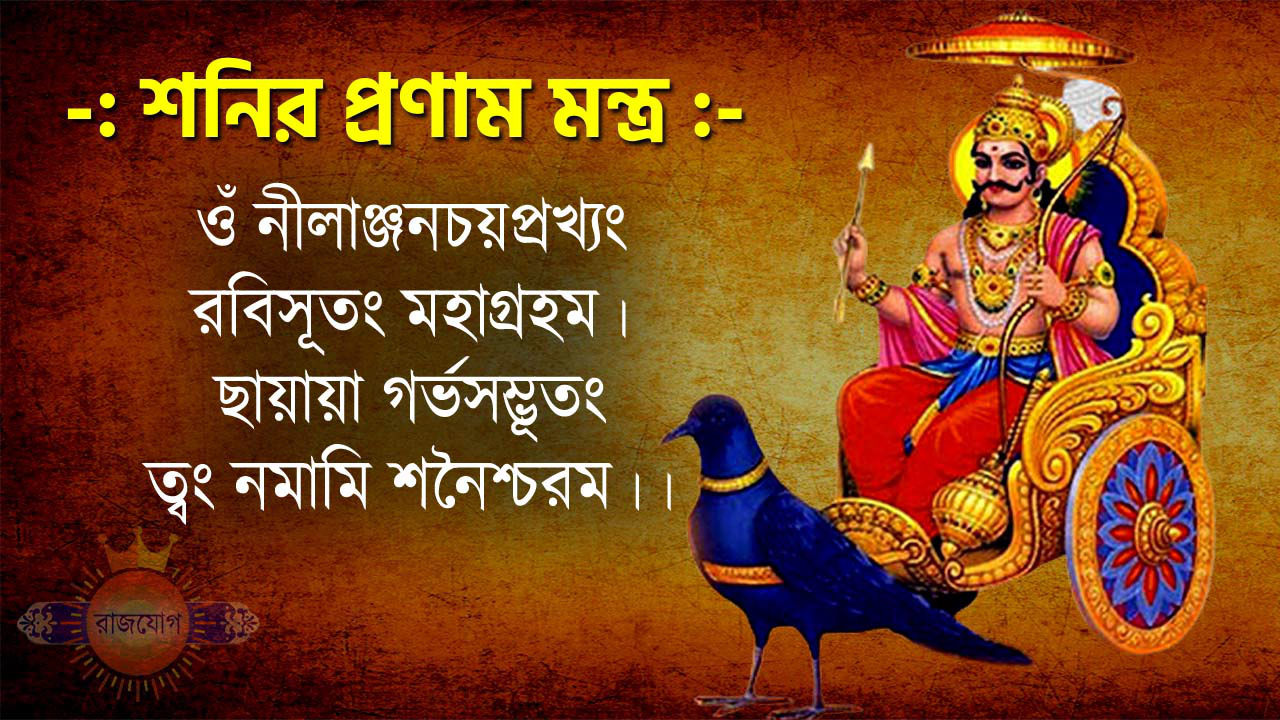 -: শনির প্রণাম মন্ত্র :-
ওঁ নীলাঞ্জনচয়প্রখ্যং
রবিসূতং মহাগ্রহম।
ছায়ায়া গর্ভসম্ভূতং
ত্বং নমামি শনৈশ্চরম।।
রাজযোগ